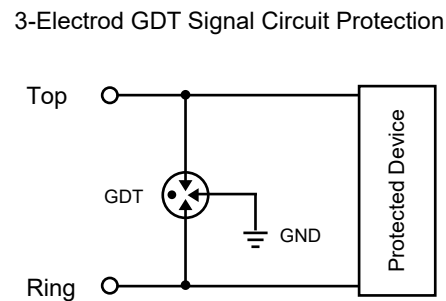 3-Electrod GDT Signal Circuit Protection
Top
Protected Device
GDT
GND
Ring